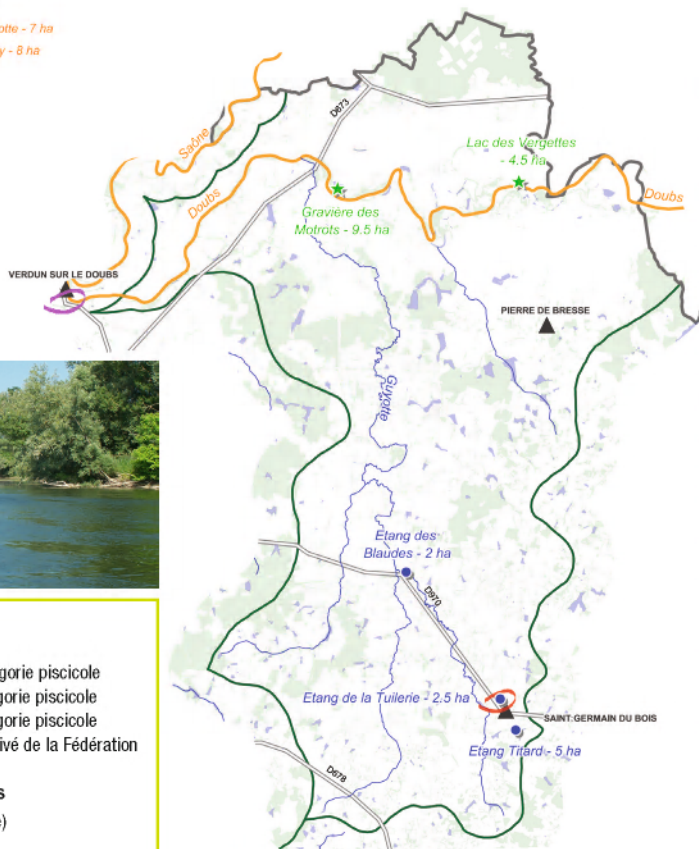 otte - 7 ha
y - 8 ha
Saône
D673
Lac des Vergettes
- 4.5 ha
Doubs
Doubs
Gravière des
Motrots - 9.5 ha
VERDUN SUR LE DOUBS
PIERRE DE BRESSE
Guyotte
Etang des
Blaudes - 2 ha
D970
Etang de la Tuilerie - 2.5 ha
SAINT GERMAIN DU BOIS
Etang Titard - 5 ha
D678
gorie piscicole
gorie piscicole
gorie piscicole
ivé de la Fédération
s
e)